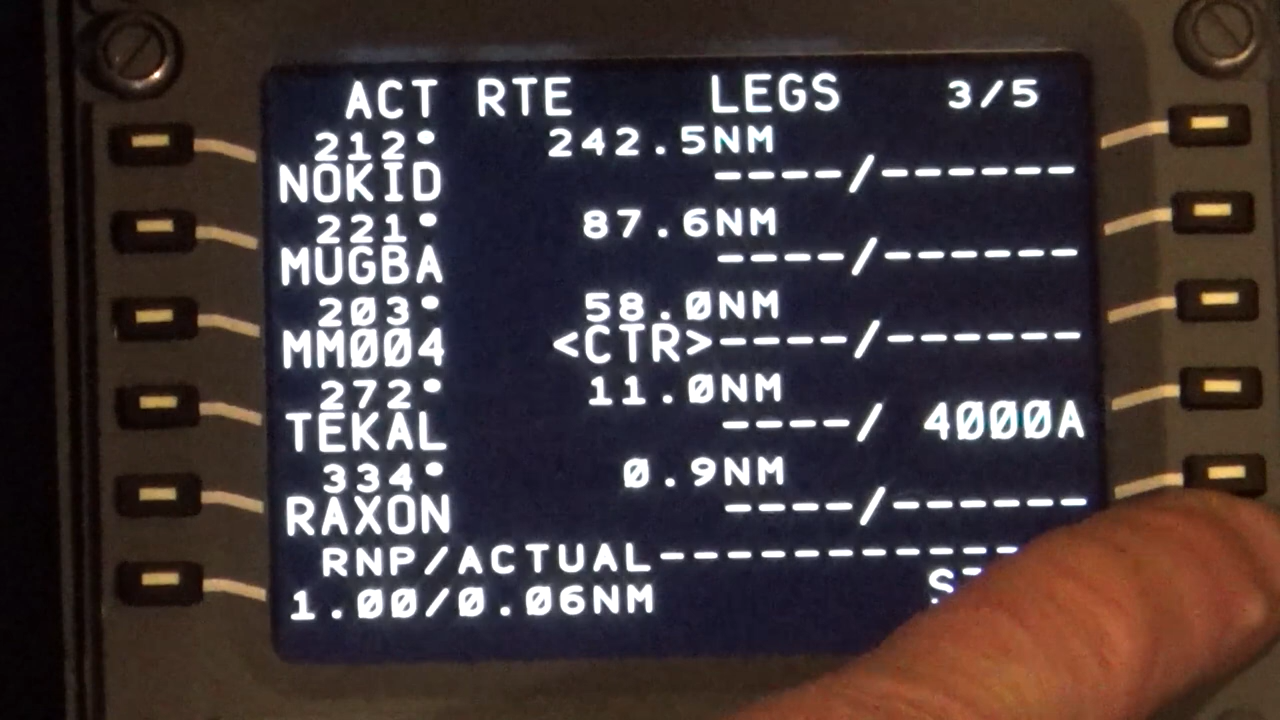 ACT RTE LEGS 3/5
212° 242.5NM
NOKID ----/------
221° 87.6NM
MUGBA ----/------
203° 58.0NM
MM004 <CTR>----/------
272° 11.0NM
TEKAL ----/ 4000A
334° 0.9NM
RAXON ----/------
RNP/ACTUAL------------
1.00/0.06NM